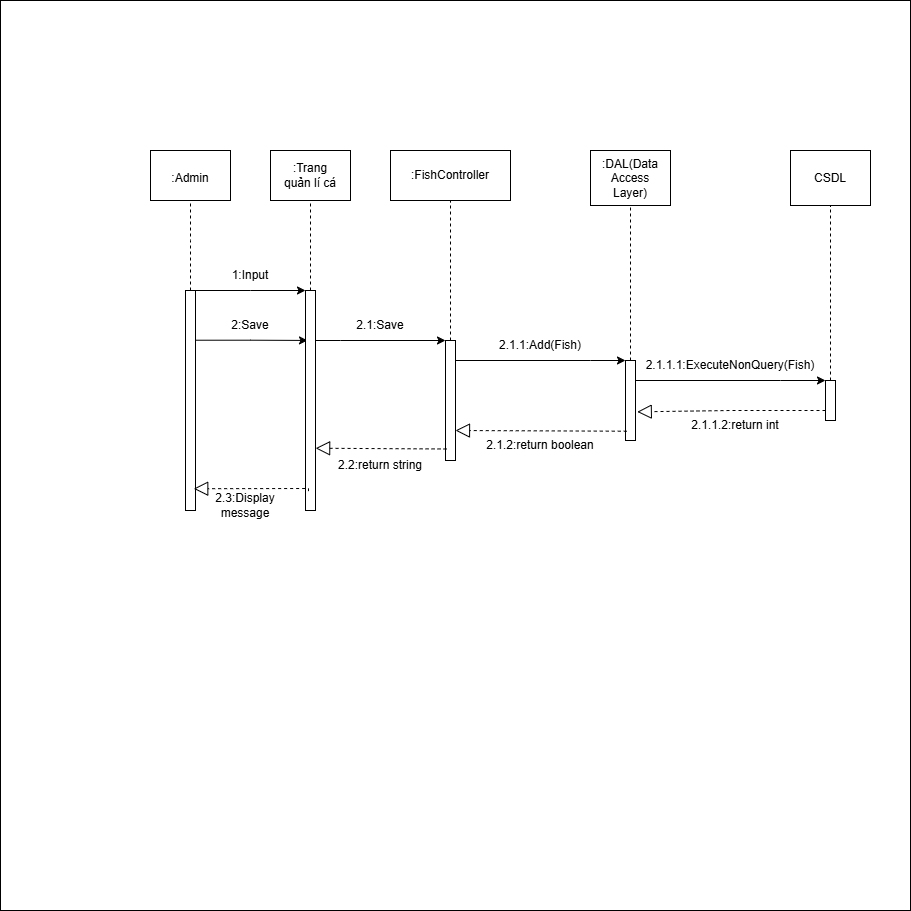 :Admin
:Trang
quản lí cá
:FishController
:DAL(Data
Access
Layer)
CSDL
1:Input
2:Save
2.1:Save
2.1.1:Add(Fish)
2.1.1.1:ExecuteNonQuery(Fish)
2.1.1.2:return int
2.1.2:return boolean
2.2:return string
2.3:Display
message